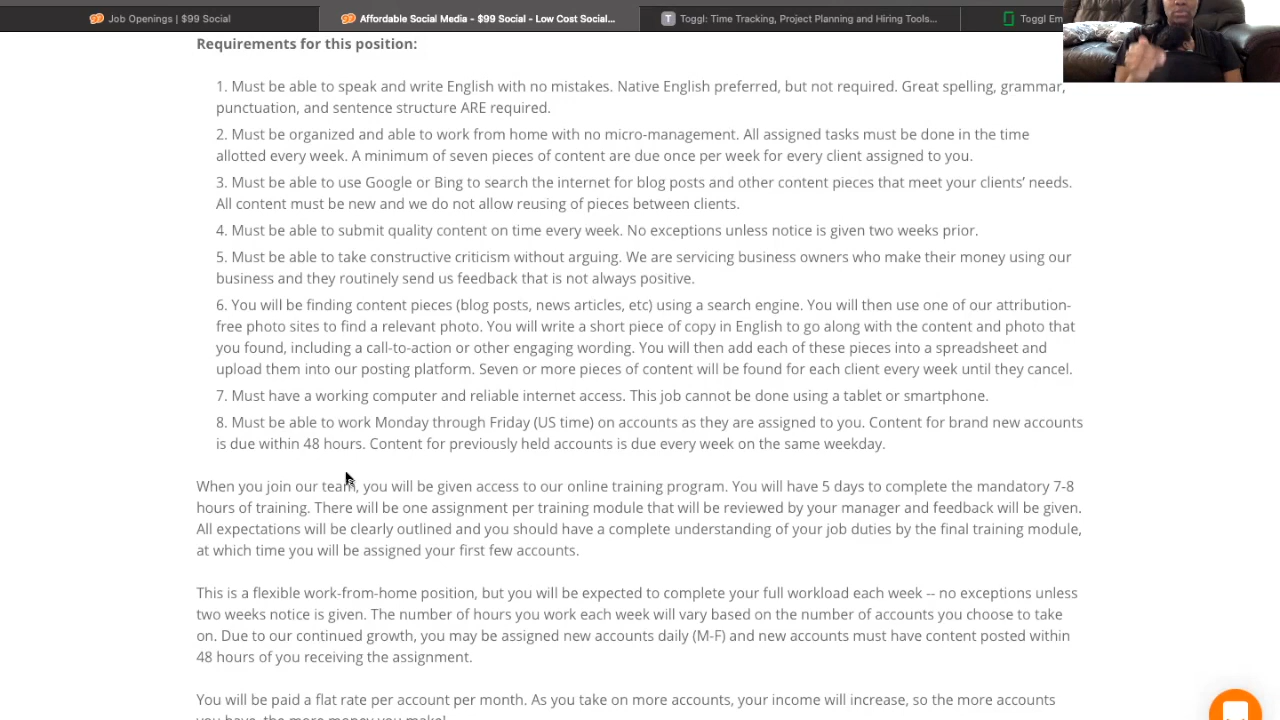 Job Openings | $99 Social
Affordable Social Media - $99 Social - Low Cost Social...
T Toggl: Time Tracking, Project Planning and Hiring Tools...
Toggl Em
Requirements for this position:
1. Must be able to speak and write English with no mistakes. Native English preferred, but not required. Great spelling, grammar,
punctuation, and sentence structure ARE required.
2. Must be organized and able to work from home with no micro-management. All assigned tasks must be done in the time
allotted every week. A minimum of seven pieces of content are due once per week for every client assigned to you.
3. Must be able to use Google or Bing to search the internet for blog posts and other content pieces that meet your clients’ needs.
All content must be new and we do not allow reusing of pieces between clients.
4. Must be able to submit quality content on time every week. No exceptions unless notice is given two weeks prior.
5. Must be able to take constructive criticism without arguing. We are servicing business owners who make their money using our
business and they routinely send us feedback that is not always positive.
6. You will be finding content pieces (blog posts, news articles, etc) using a search engine. You will then use one of our attribution-
free photo sites to find a relevant photo. You will write a short piece of copy in English to go along with the content and photo that
you found, including a call-to-action or other engaging wording. You will then add each of these pieces into a spreadsheet and
upload them into our posting platform. Seven or more pieces of content will be found for each client every week until they cancel.
7. Must have a working computer and reliable internet access. This job cannot be done using a tablet or smartphone.
8. Must be able to work Monday through Friday (US time) on accounts as they are assigned to you. Content for brand new accounts
is due within 48 hours. Content for previously held accounts is due every week on the same weekday.
When you join our team, you will be given access to our online training program. You will have 5 days to complete the mandatory 7-8
hours of training. There will be one assignment per training module that will be reviewed by your manager and feedback will be given.
All expectations will be clearly outlined and you should have a complete understanding of your job duties by the final training module,
at which time you will be assigned your first few accounts.
This is a flexible work-from-home position, but you will be expected to complete your full workload each week -- no exceptions unless
two weeks notice is given. The number of hours you work each week will vary based on the number of accounts you choose to take
on. Due to our continued growth, you may be assigned new accounts daily (M-F) and new accounts must have content posted within
48 hours of you receiving the assignment.
You will be paid a flat rate per account per month. As you take on more accounts, your income will increase, so the more accounts
you have, the more money you make!